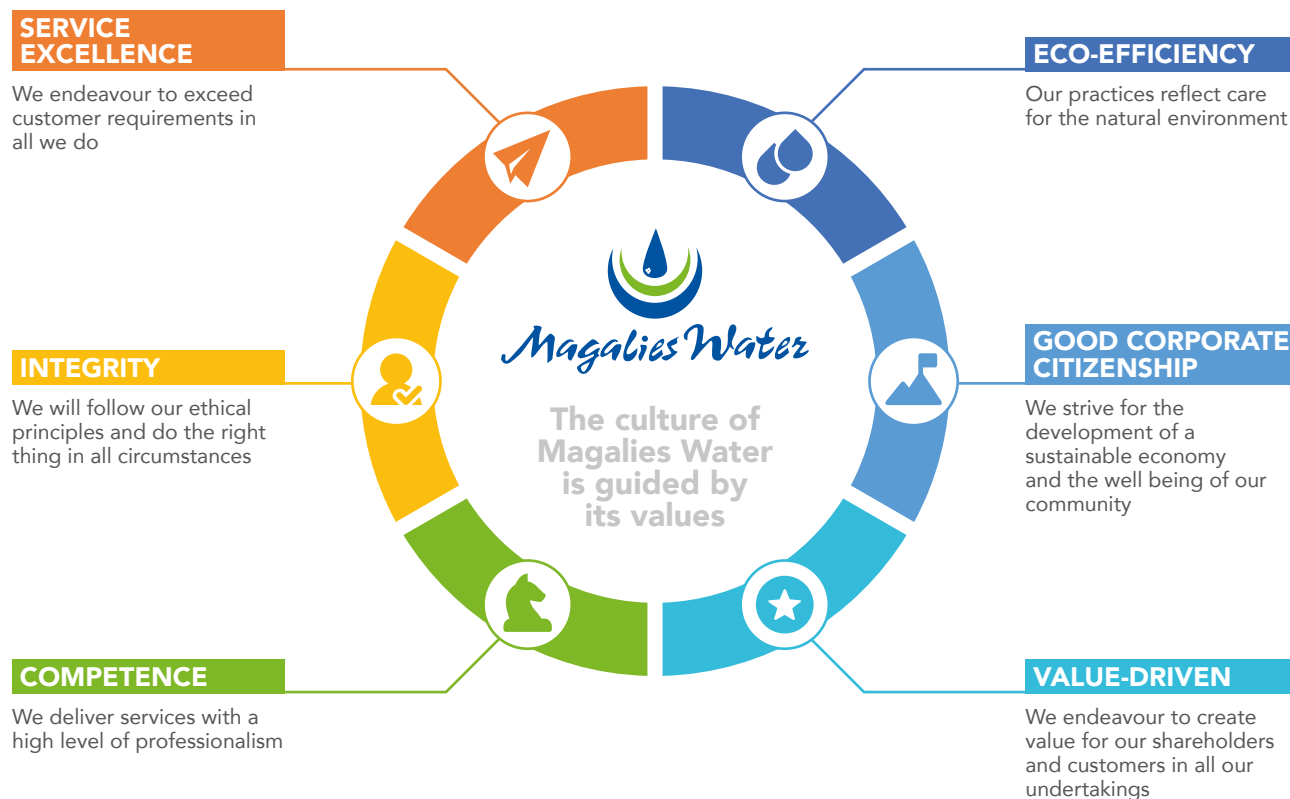 SERVICE
EXCELLENCE
We endeavour to exceed
customer requirements in
all we do
INTEGRITY
We will follow our ethical
principles and do the right
thing in all circumstances
COMPETENCE
We deliver services with a
high level of professionalism
Magalies Water
The culture of
Magalies Water
is guided by
its values
ECO-EFFICIENCY
Our practices reflect care
for the natural environment
GOOD CORPORATE
CITIZENSHIP
We strive for the
development of a
sustainable economy
and the well being of our
community
VALUE-DRIVEN
We endeavour to create
value for our shareholders
and customers in all our
undertakings